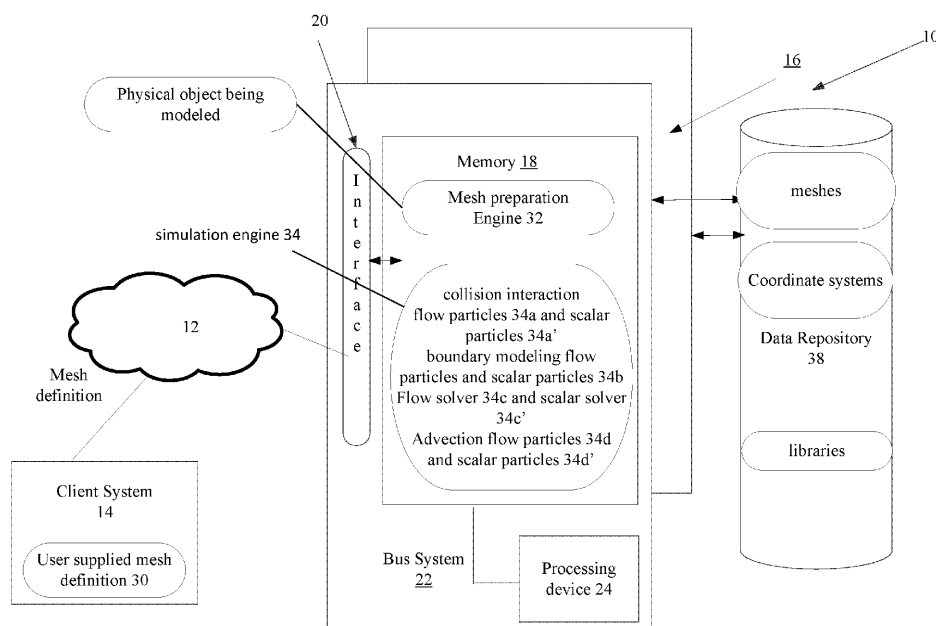 20
10
16
Physical object being
modeled
Memory 18
Interface
meshes
Mesh preparation
Engine 32
simulation engine 34
Coordinate systems
collision interaction
flow particles 34a and scalar
particles 34a'
boundary modeling flow
particles and scalar particles 34b
Flow solver 34c and scalar solver
34c'
Advection flow particles 34d
and scalar particles 34d'
12
Data Repository
38
Mesh
definition
libraries
Client System
14
User supplied mesh
definition 30
Bus System
22
Processing
device 24